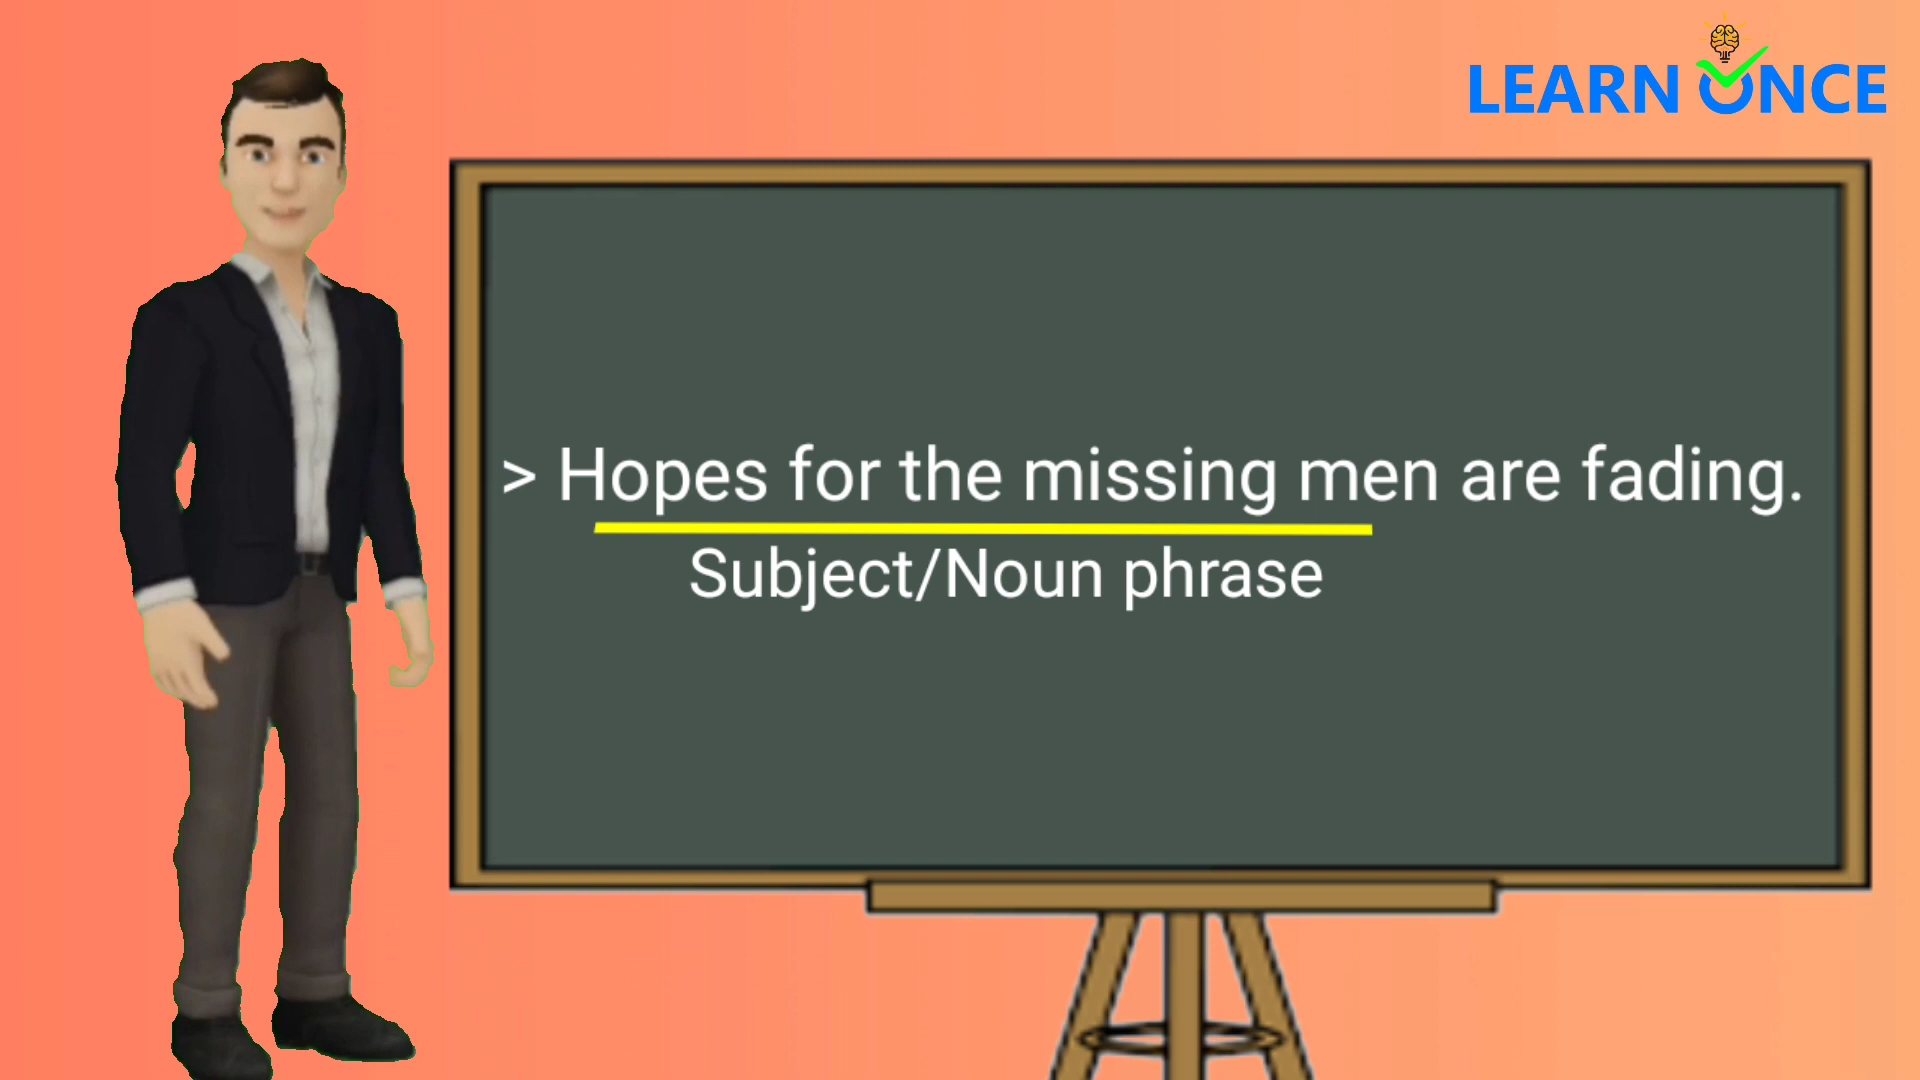 LEARN ONCE
> Hopes for the missing men are fading.
Subject/Noun phrase